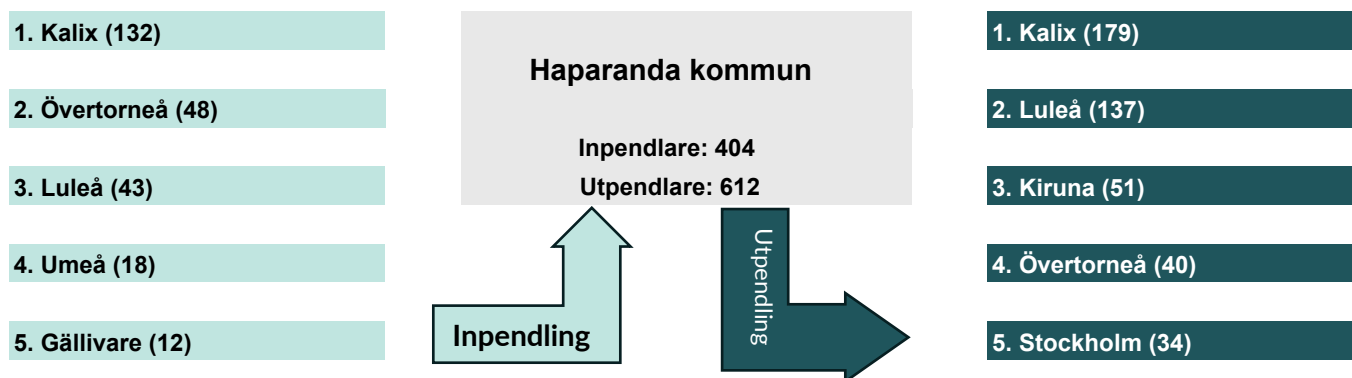 1. Kalix (132)
2. Övertorneå (48)
3. Luleå (43)
4. Umeå (18)
5. Gällivare (12)
Haparanda kommun
Inpendlare: 404
Utpendlare: 612
Inpendling
Utpendling
1. Kalix (179)
2. Luleå (137)
3. Kiruna (51)
4. Övertorneå (40)
5. Stockholm (34)